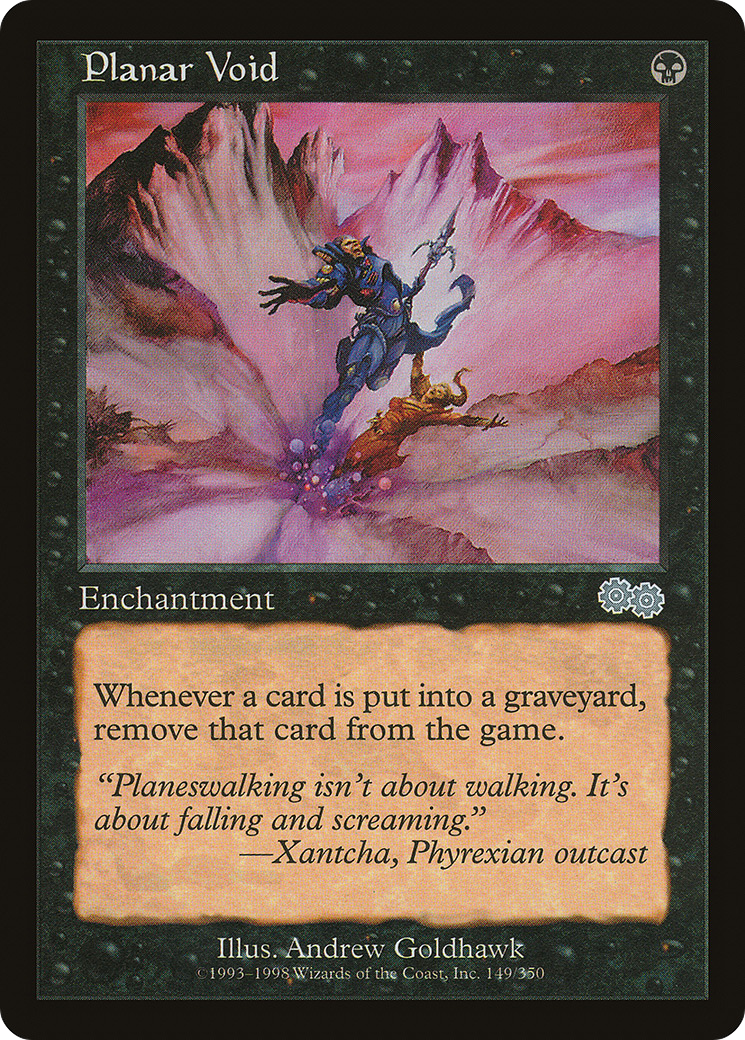 Planar Void
Enchantment
Whenever a card is put into a graveyard,
remove that card from the game.
“Planeswalking isn’t about walking. It’s
about falling and screaming.”
—Xantcha, Phyrexian outcast
Illus. Andrew Goldhawk
©1993–1998 Wizards of the Coast, Inc. 149/350